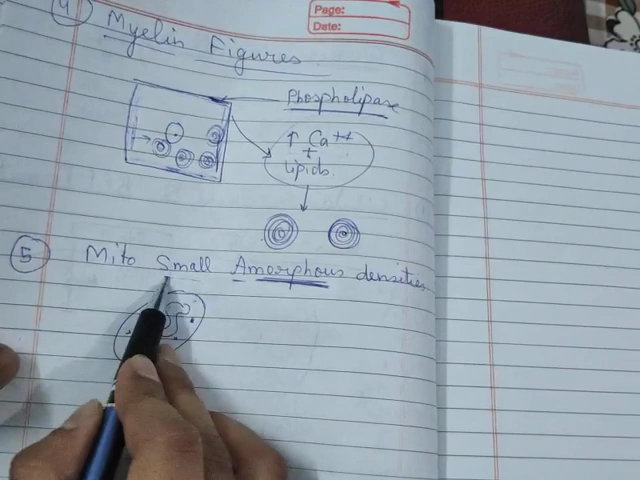 Page:
Date:
4 Myelin Figures
Phospholipase
↑ Ca++
+
lipids
5 Mito Small Amorphous densities